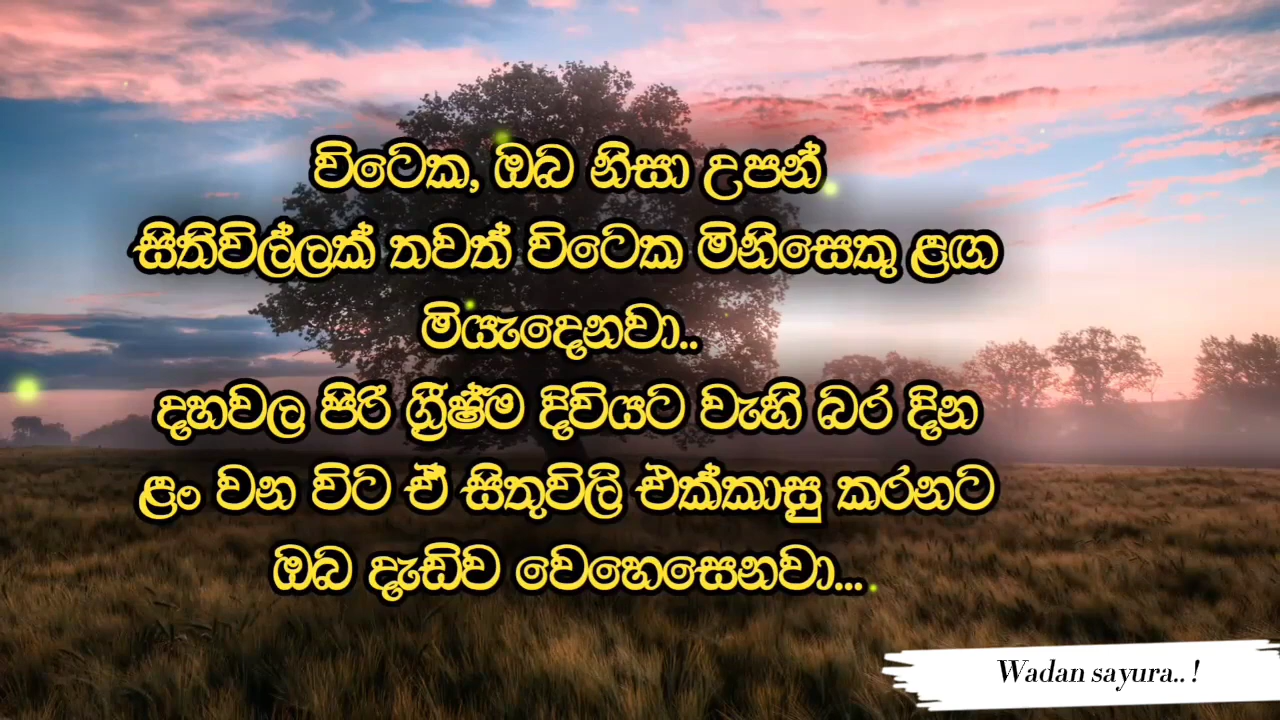 විටෙක, ඔබ නිසා උපන්
සිතිවිල්ලක් තවත් විටෙක මිනිසෙකු ළඟ
මියැදෙනවා..
දහවල පිරි ග්‍රීෂ්ම දිවියට වැහි බර දින
ළං වන විට ඒ සිතුවිලි එක්කාසු කරනට
ඔබ දැඩිව වෙහෙසෙනවා...
Wadan sayura..!